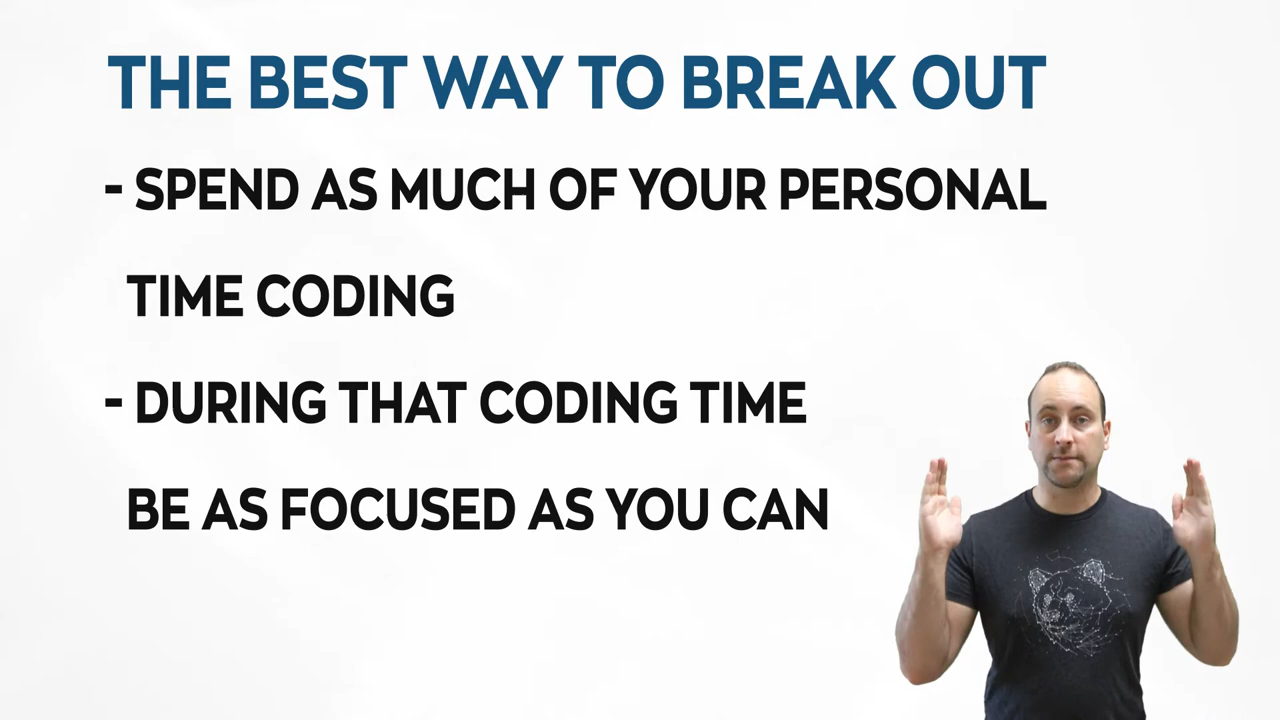 THE BEST WAY TO BREAK OUT
- SPEND AS MUCH OF YOUR PERSONAL
TIME CODING
- DURING THAT CODING TIME
BE AS FOCUSED AS YOU CAN